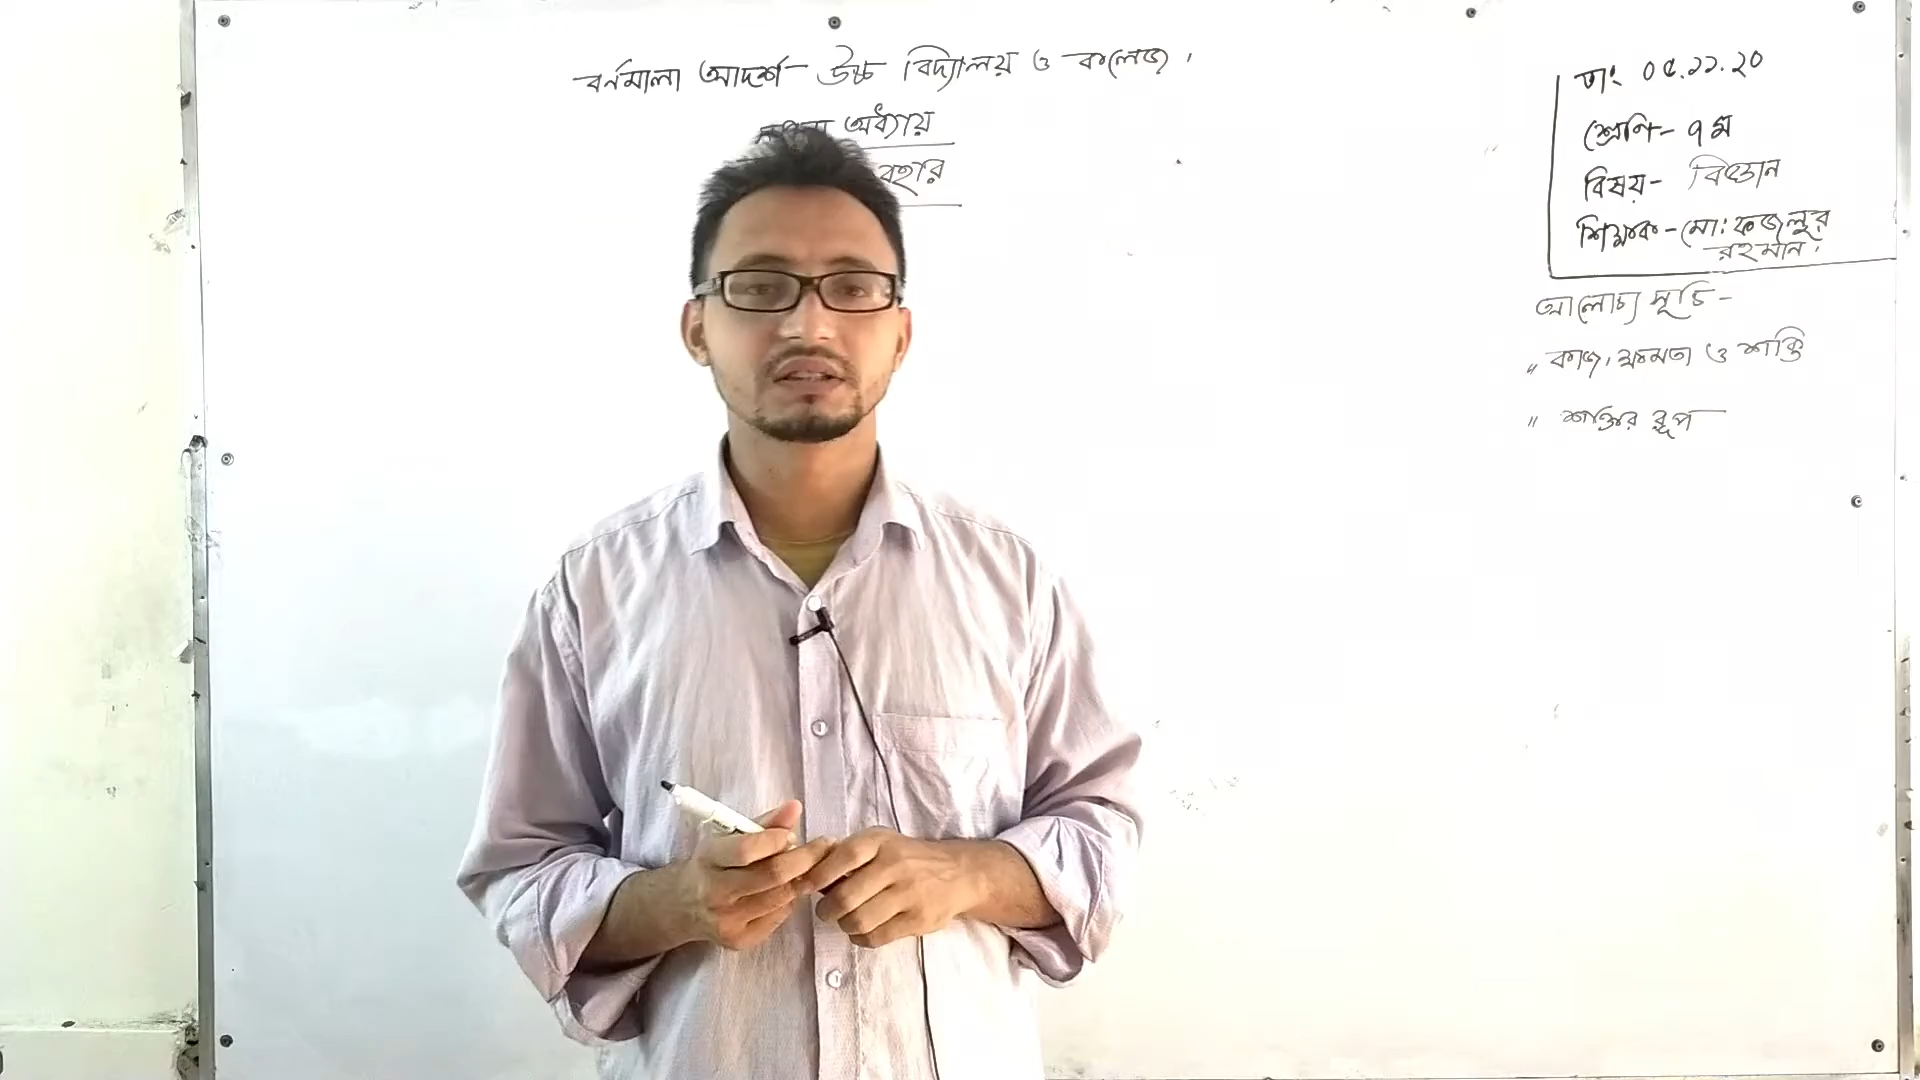 বর্ণমালা আদর্শ উচ্চ বিদ্যালয় ও কলেজ।
অধ্যায়
তাং ০৫.১১.২০
শ্রেণি- ৭ম
বিষয়- বিজ্ঞান
শিক্ষক- মো: ফজলুর
রহমান।
আলোচ্য সূচি-
" কাজ, ক্ষমতা ও শক্তি
" শক্তির রূপ